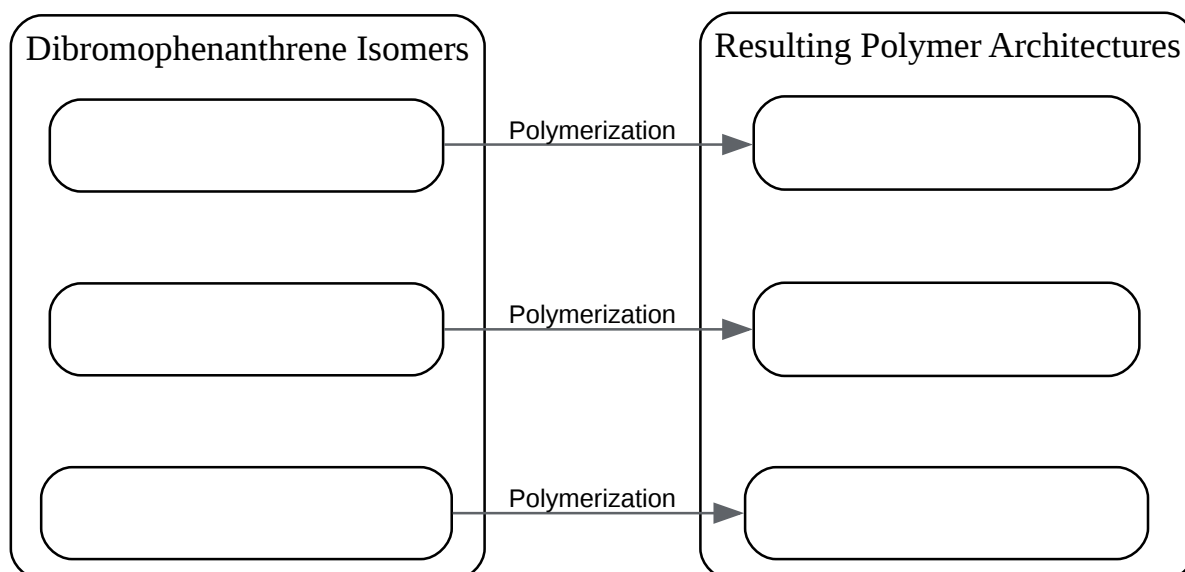 Dibromophenanthrene Isomers
Resulting Polymer Architectures
Polymerization
Polymerization
Polymerization